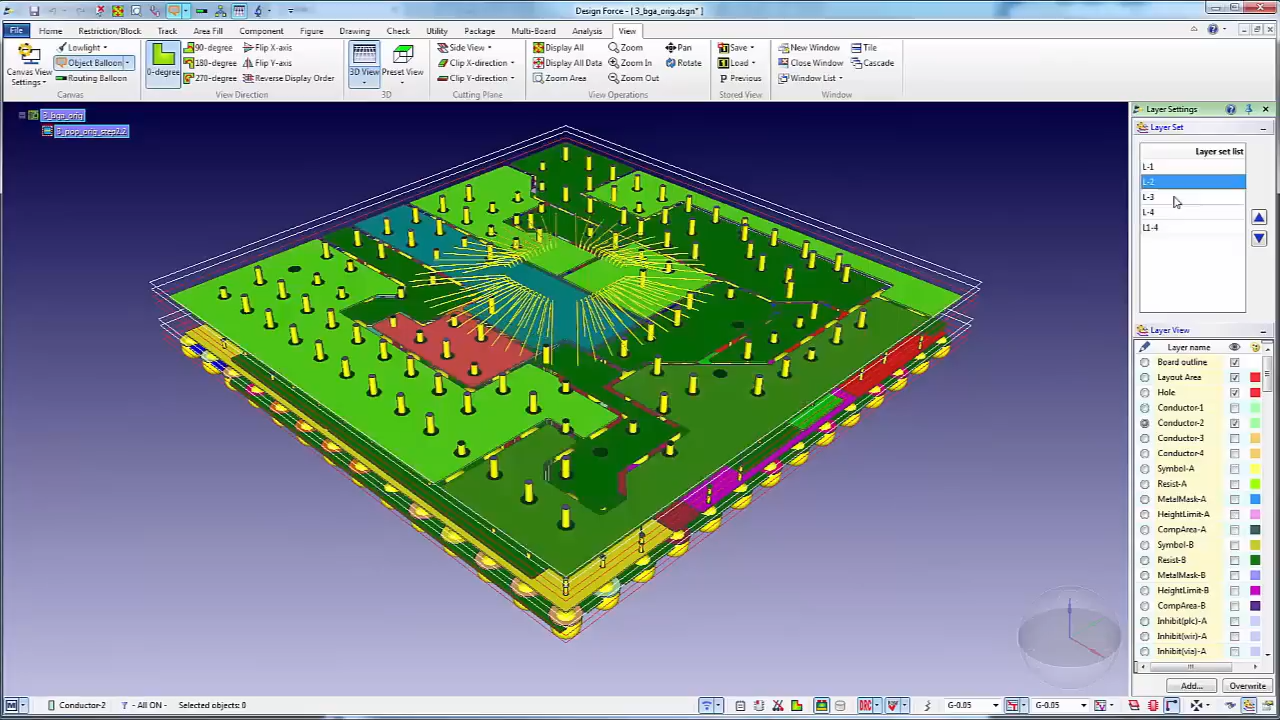 Design Force - [ 3_bga_orig.dsgn* ]
File Home Restriction/Block Track Area Fill Component Figure Drawing Check Utility Package Multi-Board Analysis View
Canvas View Settings
Lowlight
Object Balloon
Routing Balloon
Canvas
0-degree
90-degree
180-degree
270-degree
Flip X-axis
Flip Y-axis
Reverse Display Order
View Direction
3D View
Preset View
3D
Side View
Clip X-direction
Clip Y-direction
Cutting Plane
Display All
Display All Data
Zoom Area
Zoom
Zoom In
Zoom Out
Pan
Rotate
View Operations
Save
Load
Previous
Stored View
New Window
Close Window
Window List
Tile
Cascade
Window
3_bga_orig
3_pop_orig_step2.2
Layer Settings
Layer Set
Layer set list
L-1
L-2
L-3
L-4
L1-4
Layer View
Layer name
Board outline
Layout Area
Hole
Conductor-1
Conductor-2
Conductor-3
Conductor-4
Symbol-A
Resist-A
MetalMask-A
HeightLimit-A
CompArea-A
Symbol-B
Resist-B
MetalMask-B
HeightLimit-B
CompArea-B
Inhibit(plc)-A
Inhibit(wir)-A
Inhibit(via)-A
Add... Overwrite
Conductor-2 - All ON - Selected objects: 0 DRC G-0.05 G-0.05